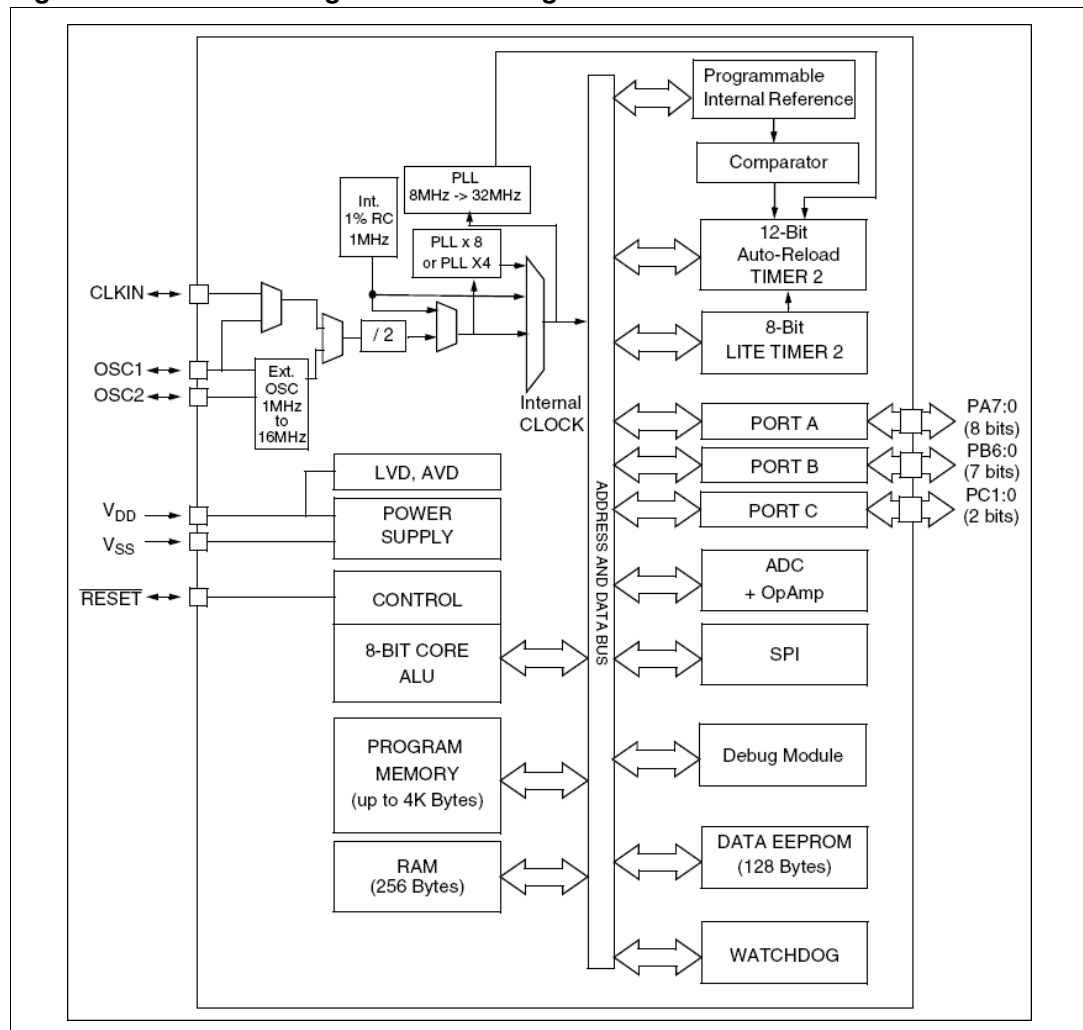 Programmable
Internal Reference
Comparator
PLL
8MHz -> 32MHz
Int.
1% RC
1MHz
PLL x 8
or PLL X4
12-Bit
Auto-Reload
TIMER 2
CLKIN
/ 2
8-Bit
LITE TIMER 2
OSC1
OSC2
Ext.
OSC
1MHz
to
16MHz
Internal
CLOCK
PORT A
PA7:0
(8 bits)
PORT B
PB6:0
(7 bits)
PORT C
PC1:0
(2 bits)
LVD, AVD
VDD
VSS
POWER
SUPPLY
ADDRESS AND DATA BUS
ADC
+ OpAmp
RESET
CONTROL
8-BIT CORE
ALU
SPI
PROGRAM
MEMORY
(up to 4K Bytes)
Debug Module
RAM
(256 Bytes)
DATA EEPROM
(128 Bytes)
WATCHDOG